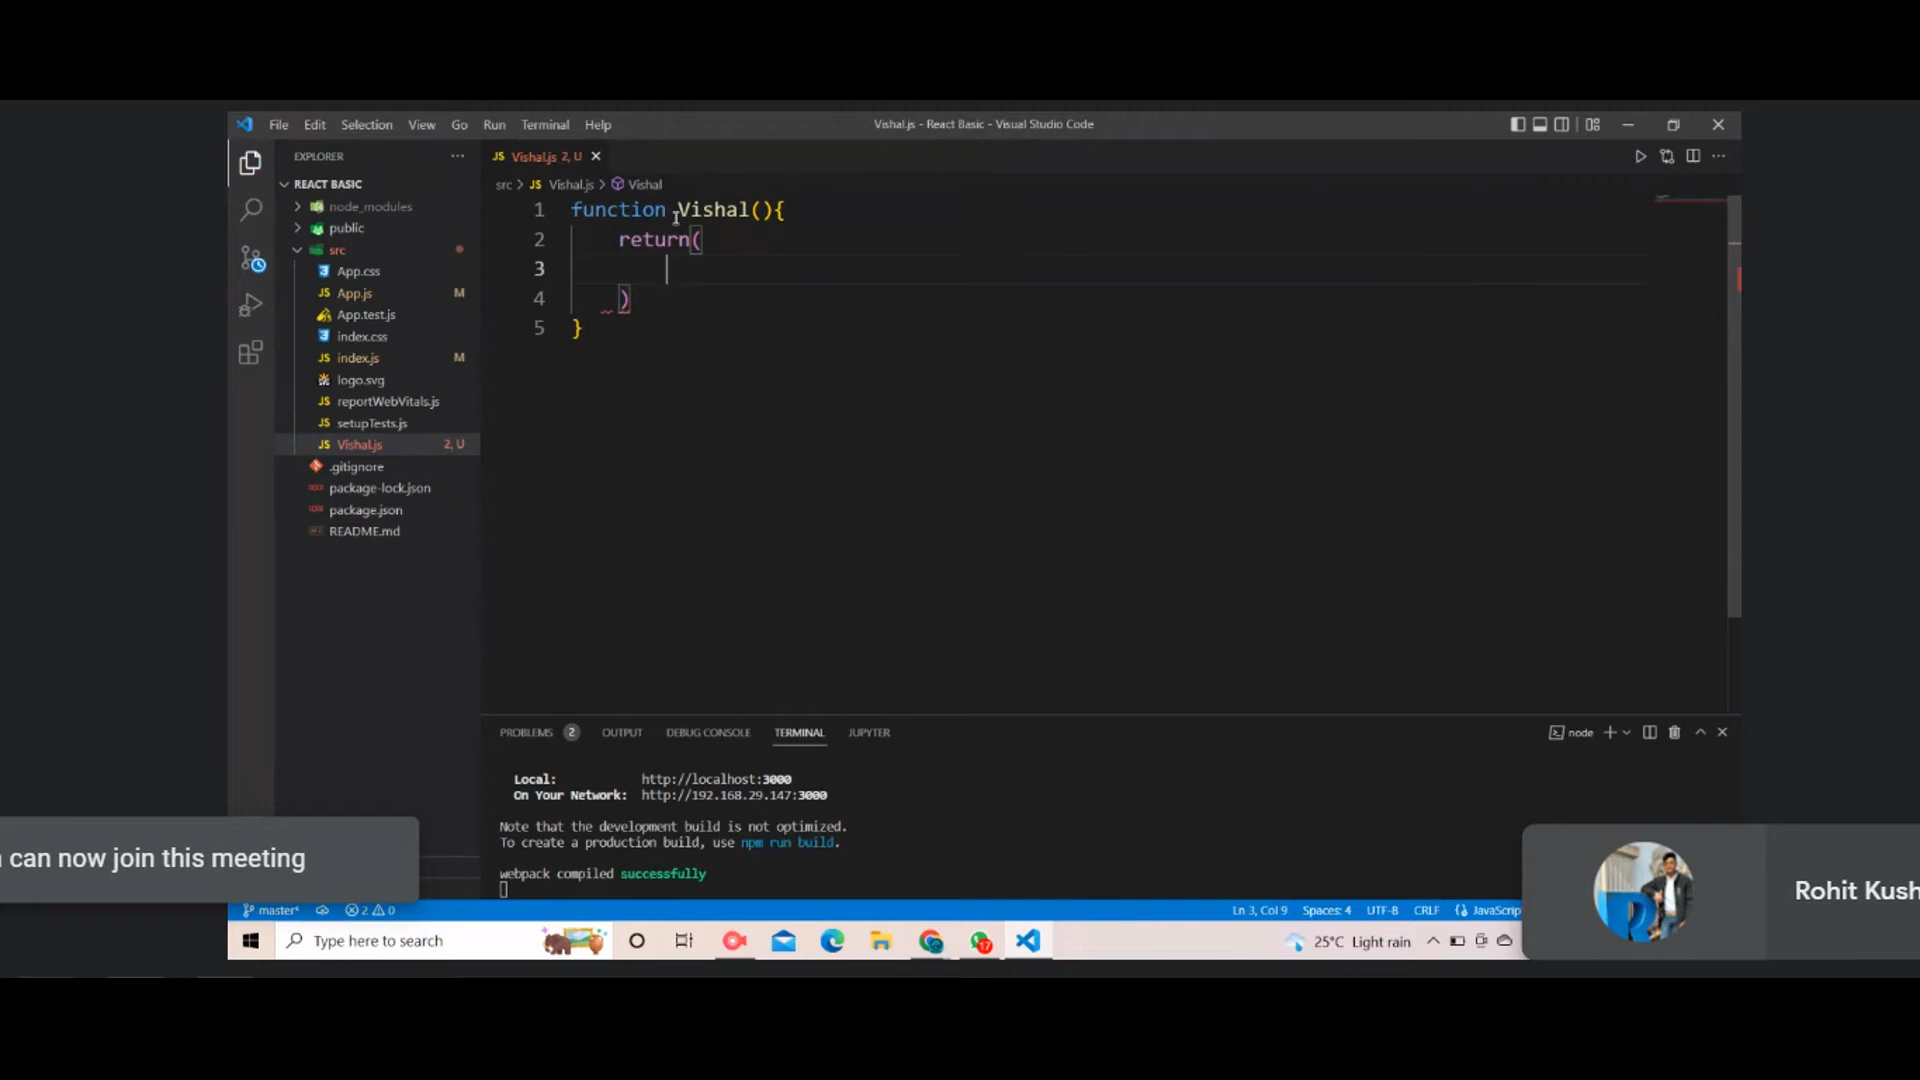 File Edit Selection View Go Run Terminal Help
Vishal.js - React Basic - Visual Studio Code
EXPLORER
REACT BASIC
node_modules
public
src
App.css
App.js M
App.test.js
index.css
index.js M
logo.svg
reportWebVitals.js
setupTests.js
Vishal.js 2, U
.gitignore
package-lock.json
package.json
README.md
JS Vishal.js 2, U
src > JS Vishal.js > Vishal
1 function Vishal(){
2 return(
3
4 )
5 }
PROBLEMS 2 OUTPUT DEBUG CONSOLE TERMINAL JUPYTER
node
Local: http://localhost:3000
On Your Network: http://192.168.29.147:3000
Note that the development build is not optimized.
To create a production build, use npm run build.
webpack compiled successfully
can now join this meeting
Rohit Kush
master* 2 0
Ln 3, Col 9 Spaces: 4 UTF-8 CRLF JavaScrip
Type here to search
17
25°C Light rain